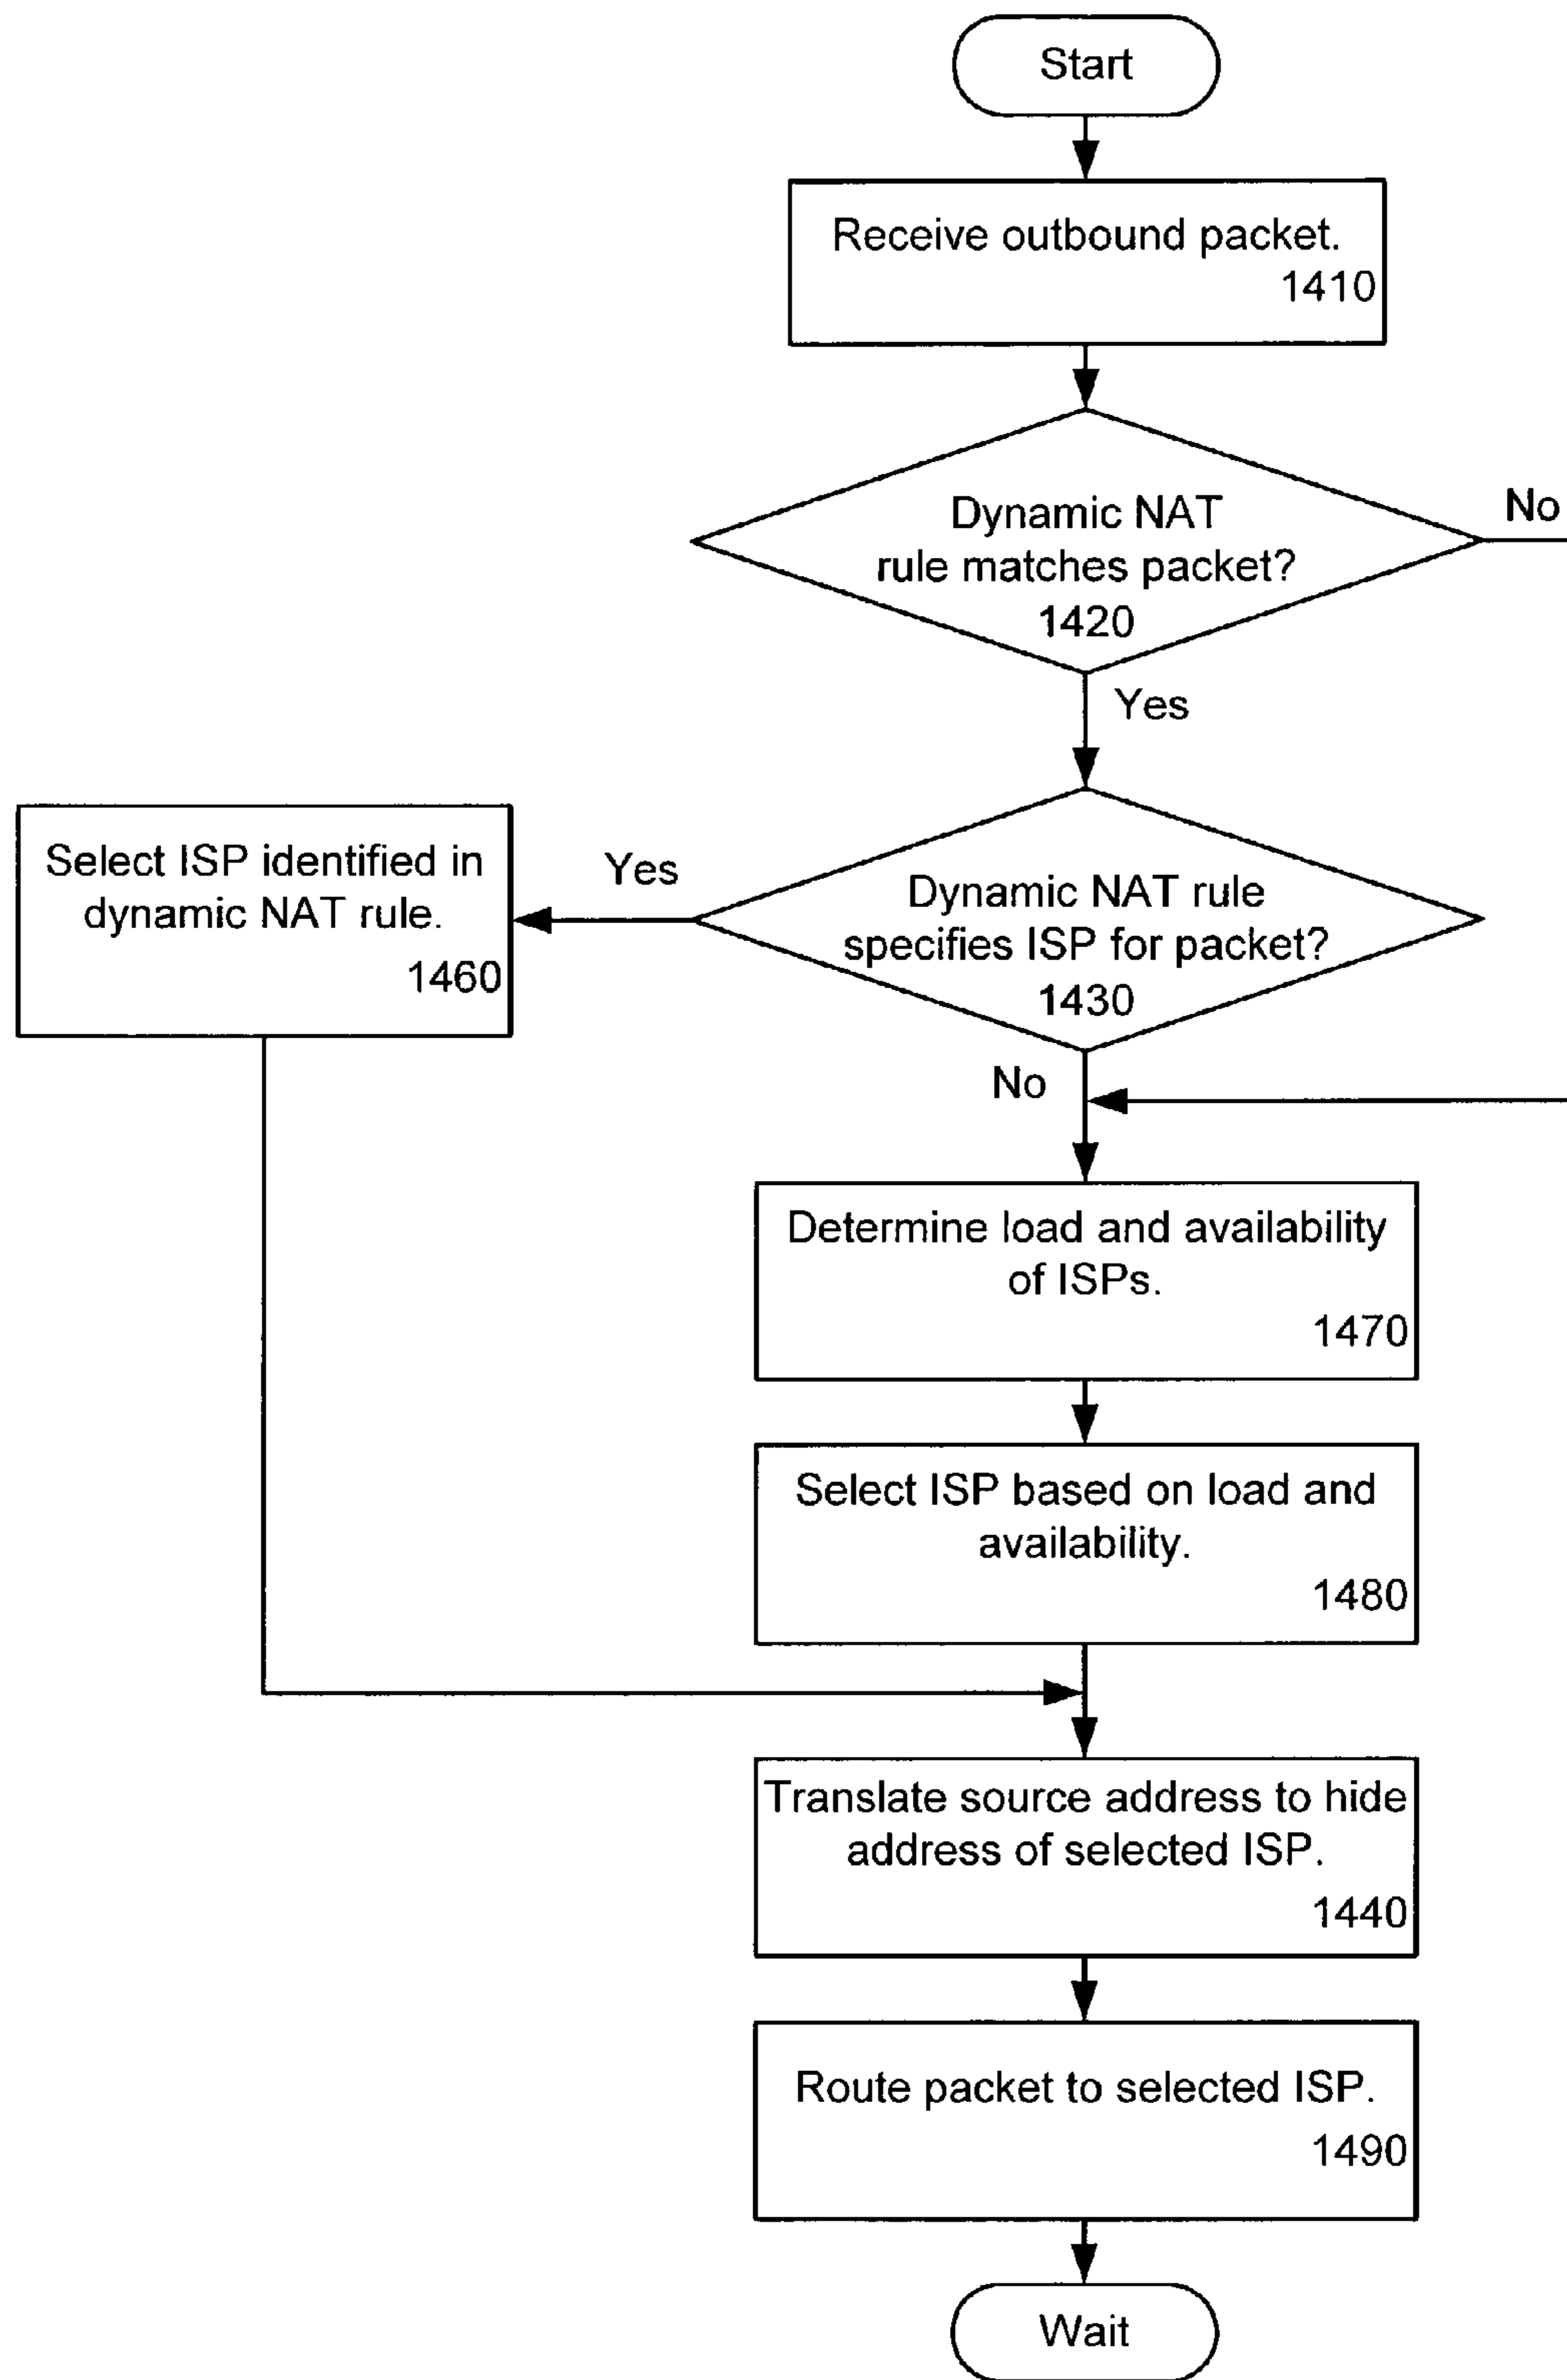 Start
Receive outbound packet.
1410
Dynamic NAT
rule matches packet?
1420
No
Yes
Select ISP identified in
dynamic NAT rule.
1460
Yes
Dynamic NAT rule
specifies ISP for packet?
1430
No
Determine load and availability
of ISPs.
1470
Select ISP based on load and
availability.
1480
Translate source address to hide
address of selected ISP.
1440
Route packet to selected ISP.
1490
Wait